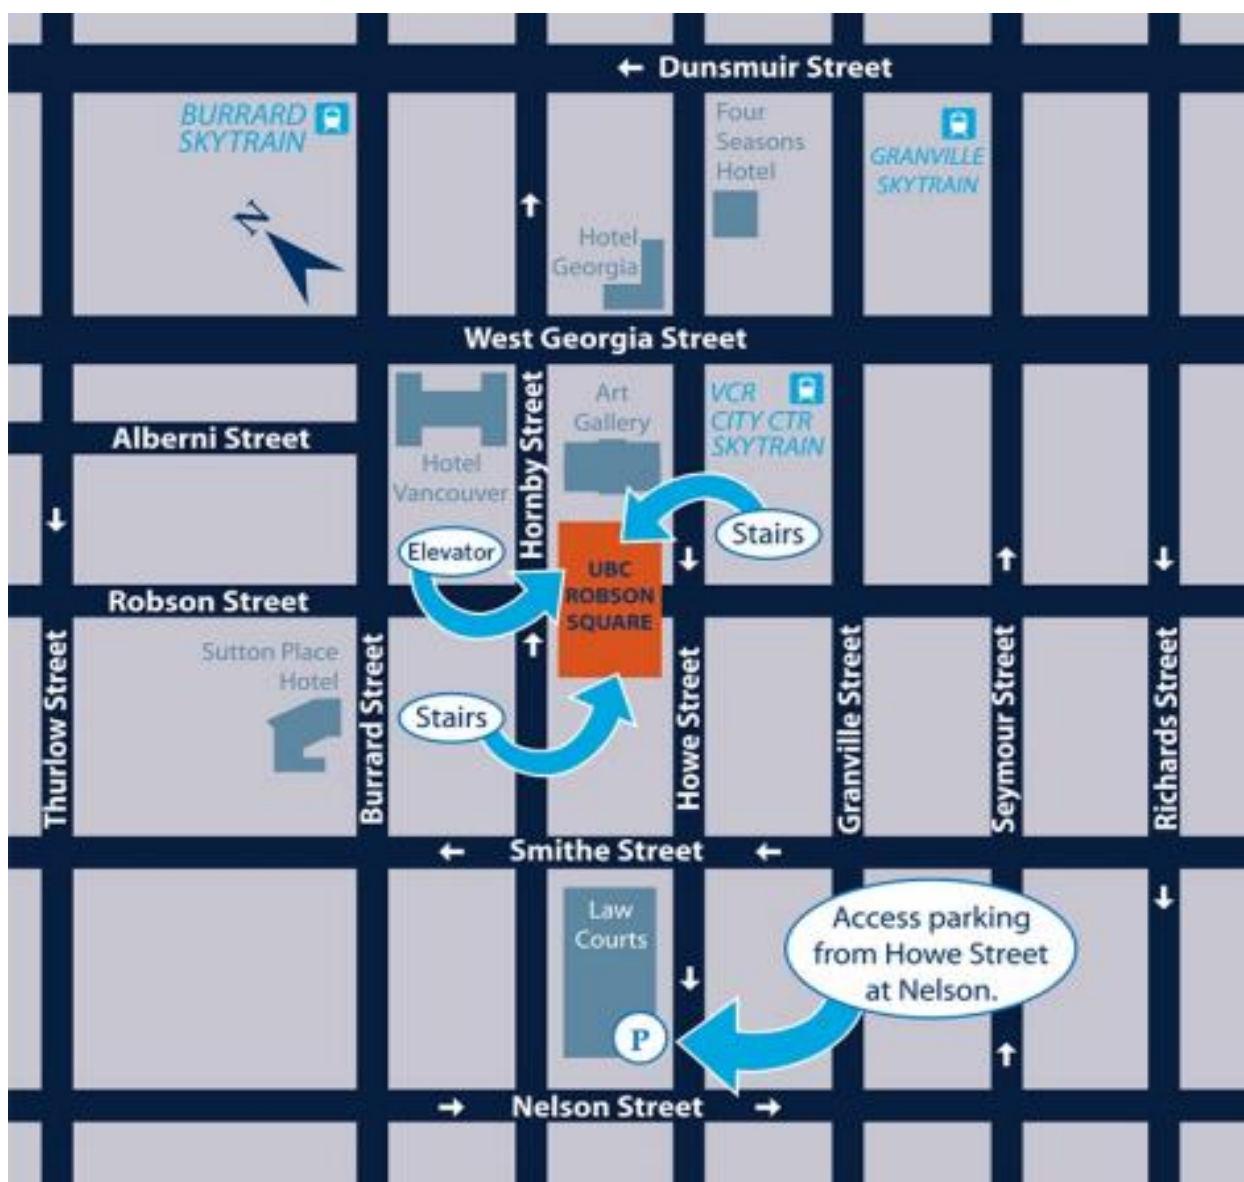 ← Dunsmuir Street
BURRARD
SKYTRAIN
Four
Seasons
Hotel
GRANVILLE
SKYTRAIN
N
Hotel
Georgia
West Georgia Street
Alberni Street
Hotel
Vancouver
Hornby Street
Art
Gallery
VCR
CITY CTR
SKYTRAIN
Elevator
Stairs
UBC
ROBSON
SQUARE
Robson Street
Sutton Place
Hotel
Stairs
Thurlow Street
Burrard Street
Howe Street
Granville Street
Seymour Street
Richards Street
← Smithe Street ←
Law
Courts
P
Access parking
from Howe Street
at Nelson.
→ Nelson Street →